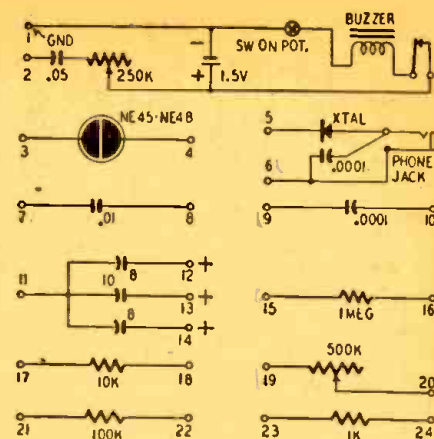 BUZZER
1
GND
SW ON POT.
2
.05
250K
- + 1.5V
NE45-NE48
3
4
5
XTAL
.0001
6
PHONE
JACK
7
.01
8
9
.0001
10
11
8
12 +
10
13 +
8
14 +
15
1MEG
16
17
10K
18
19
500K
20
21
100K
22
23
1K
24